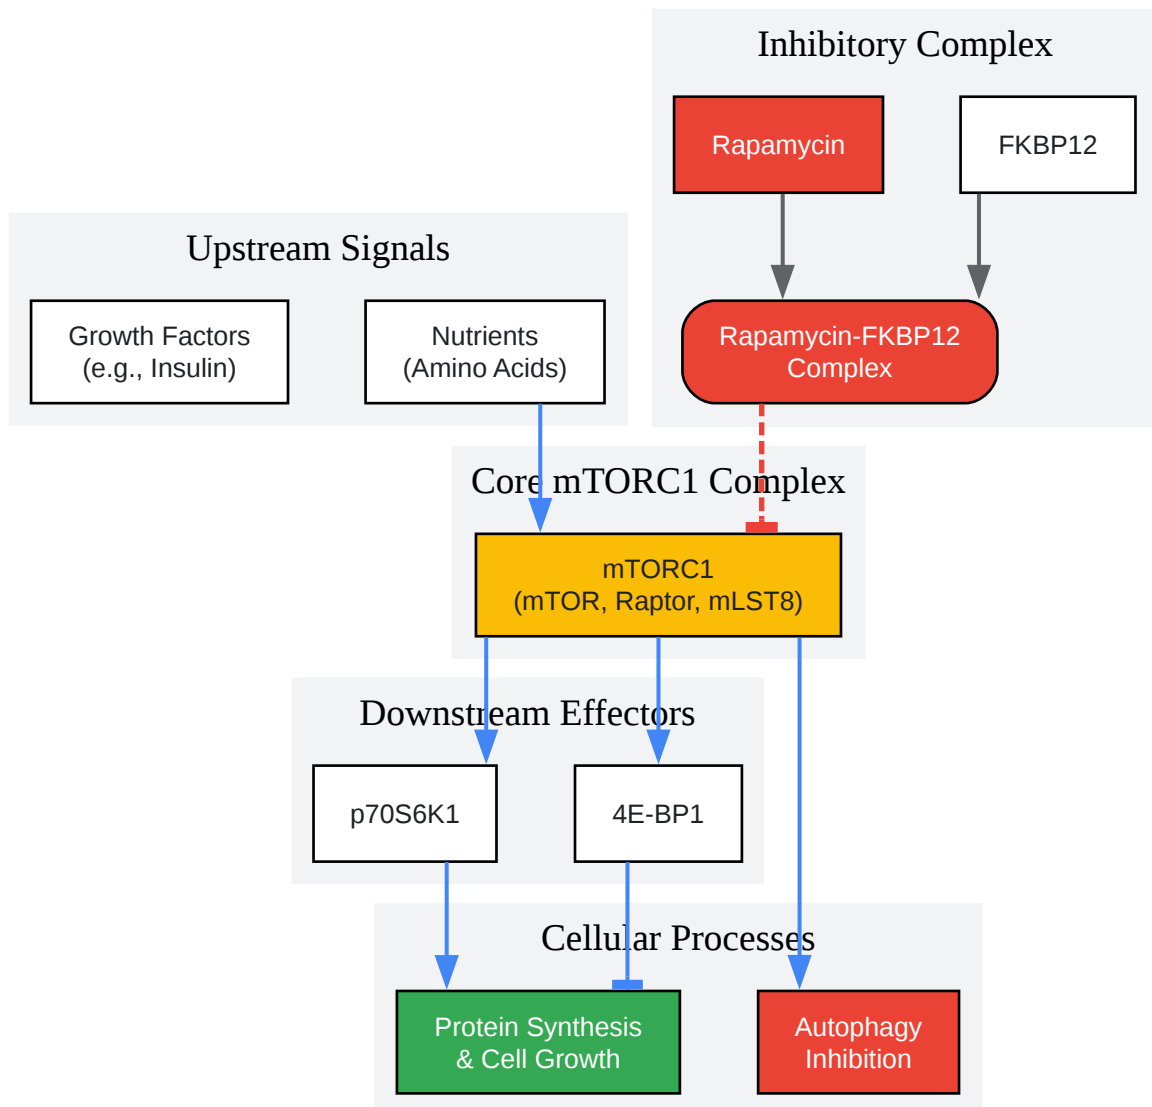 Inhibitory Complex
Rapamycin
FKBP12
Upstream Signals
Growth Factors
(e.g., Insulin)
Nutrients
(Amino Acids)
Rapamycin-FKBP12
Complex
Core mTORC1 Complex
mTORC1
(mTOR, Raptor, mLST8)
Downstream Effectors
p70S6K1
4E-BP1
Cellular Processes
Protein Synthesis
& Cell Growth
Autophagy
Inhibition